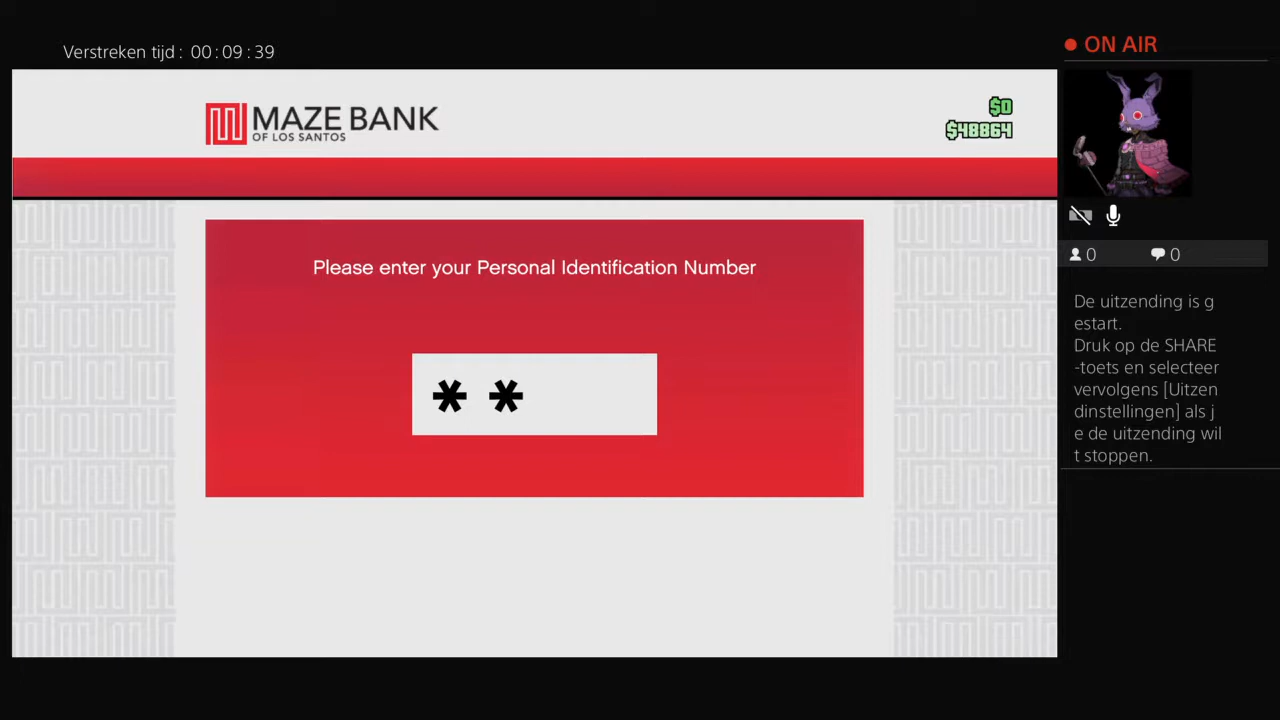 Verstreken tijd : 00 : 09 : 39
ON AIR
MAZE BANK
OF LOS SANTOS
$0
$48864
Please enter your Personal Identification Number
* *
0 0
De uitzending is g
estart.
Druk op de SHARE
-toets en selecteer
vervolgens [Uitzen
dinstellingen] als j
e de uitzending wil
t stoppen.